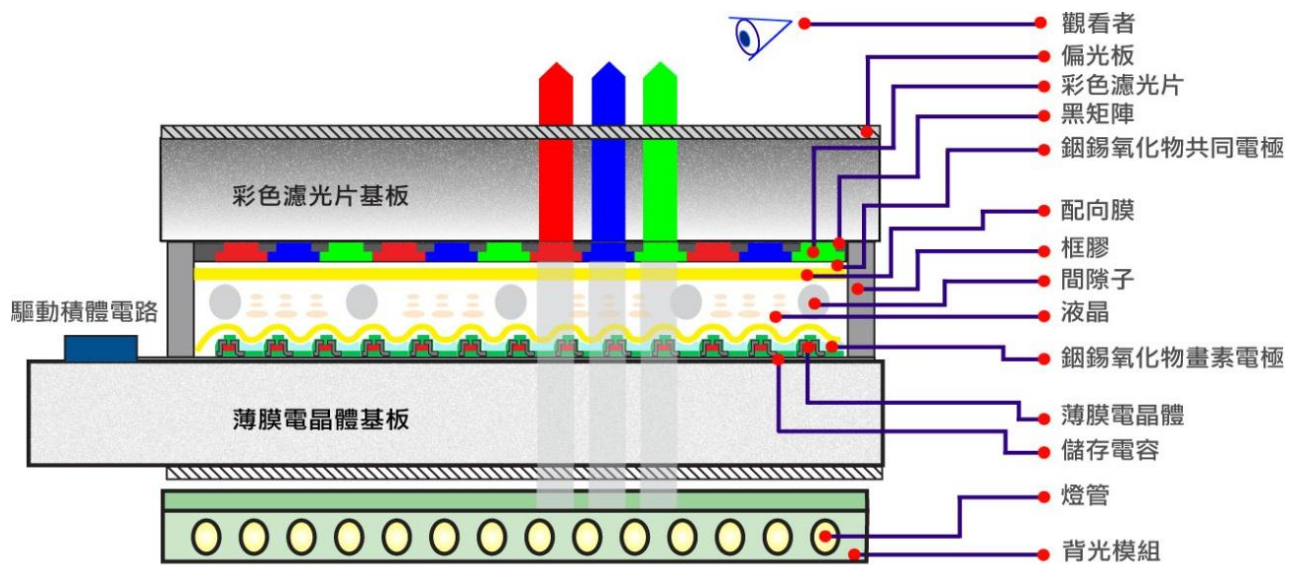 觀看者
偏光板
彩色濾光片
黑矩陣
銦錫氧化物共同電極
彩色濾光片基板
配向膜
框膠
間隙子
驅動積體電路
液晶
銦錫氧化物畫素電極
薄膜電晶體基板
薄膜電晶體
儲存電容
燈管
背光模組